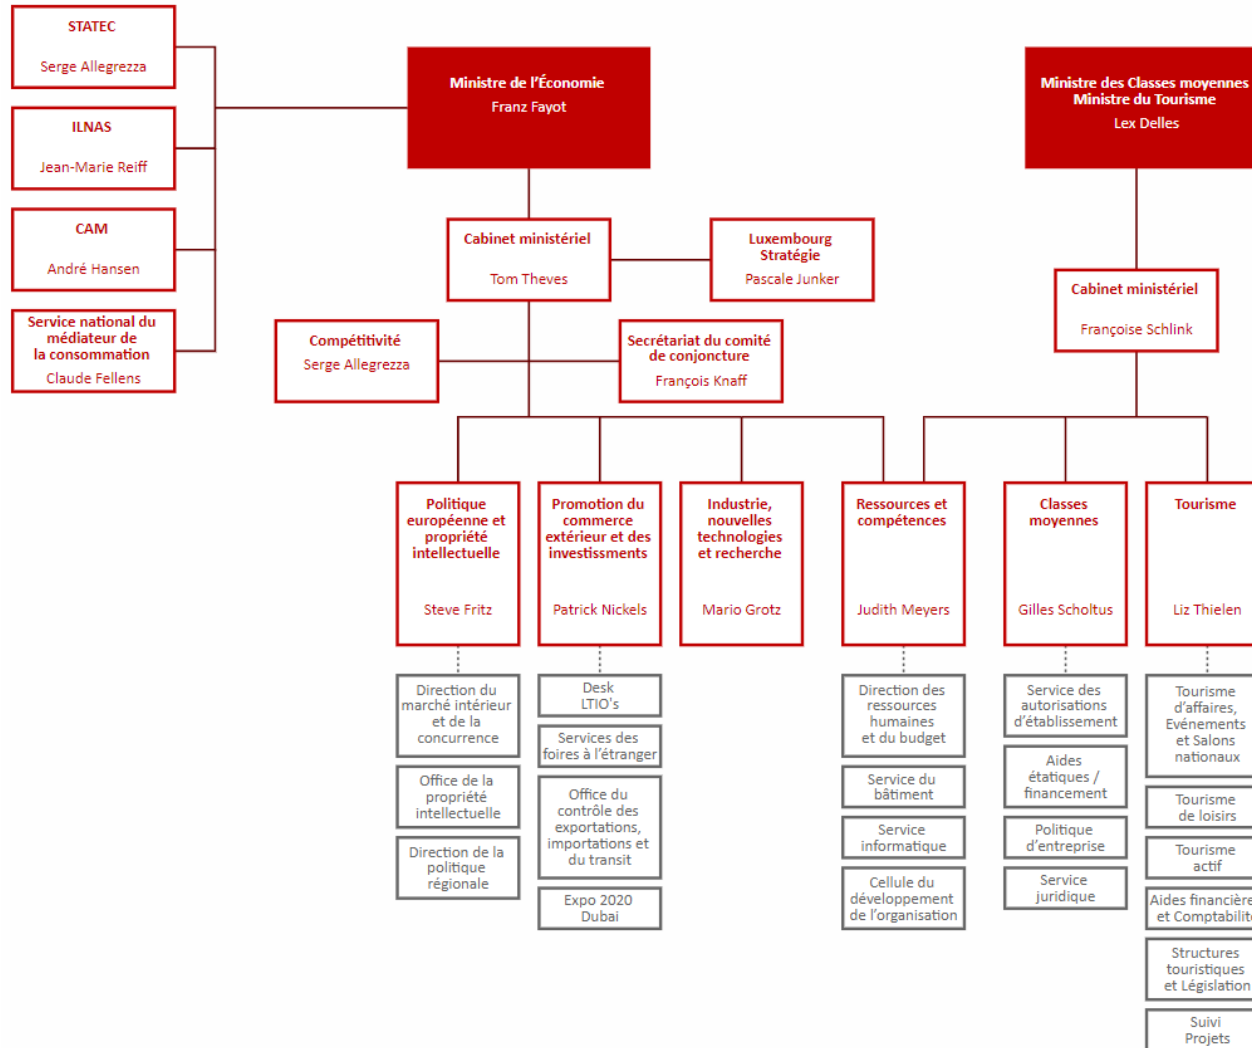 STATEC
Serge Allegrezza
ILNAS
Jean-Marie Reiff
CAM
André Hansen
Service national du
médiateur de
la consommation
Claude Fellens
Ministre de l'Économie
Franz Fayot
Ministre des Classes moyennes
Ministre du Tourisme
Lex Delles
Cabinet ministériel
Tom Theves
Luxembourg
Stratégie
Pascale Junker
Cabinet ministériel
Françoise Schlink
Compétitivité
Serge Allegrezza
Secrétariat du comité
de conjoncture
François Knaff
Politique
européenne et
propriété
intellectuelle
Steve Fritz
Promotion du
commerce
extérieur et des
investissments
Patrick Nickels
Industrie,
nouvelles
technologies
et recherche
Mario Grotz
Ressources et
compétences
Judith Meyers
Classes
moyennes
Gilles Scholtus
Tourisme
Liz Thielen
Direction du
marché intérieur
et de la
concurrence
Office de la
propriété
intellectuelle
Direction de la
politique
régionale
Desk
LTIO's
Services des
foires à l'étranger
Office du
contrôle des
exportations,
importations et
du transit
Expo 2020
Dubai
Direction des
ressources
humaines
et du budget
Service du
bâtiment
Service
informatique
Cellule du
développement
de l'organisation
Service des
autorisations
d'établissement
Aides
étatiques /
financement
Politique
d'entreprise
Service
juridique
Tourisme
d'affaires,
Evénements
et Salons
nationaux
Tourisme
de loisirs
Tourisme
actif
Aides financière
et Comptabilité
Structures
touristiques
et Législation
Suivi
Projets